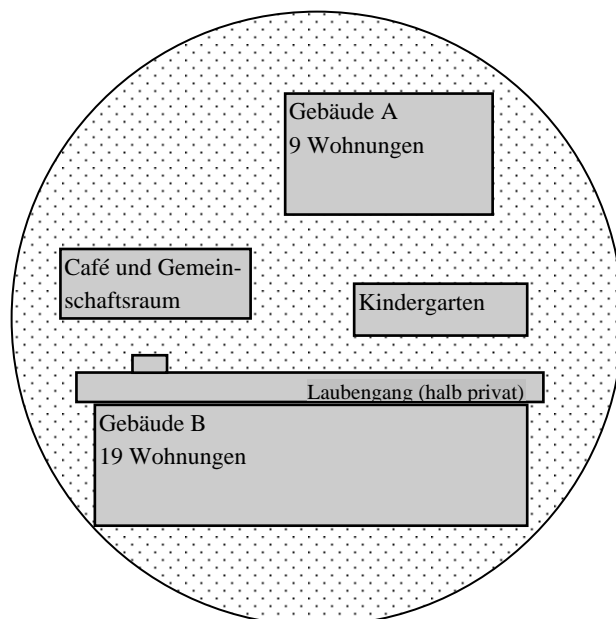 Gebäude A
9 Wohnungen
Café und Gemein-
schaftsraum
Kindergarten
Laubengang (halb privat)
Gebäude B
19 Wohnungen